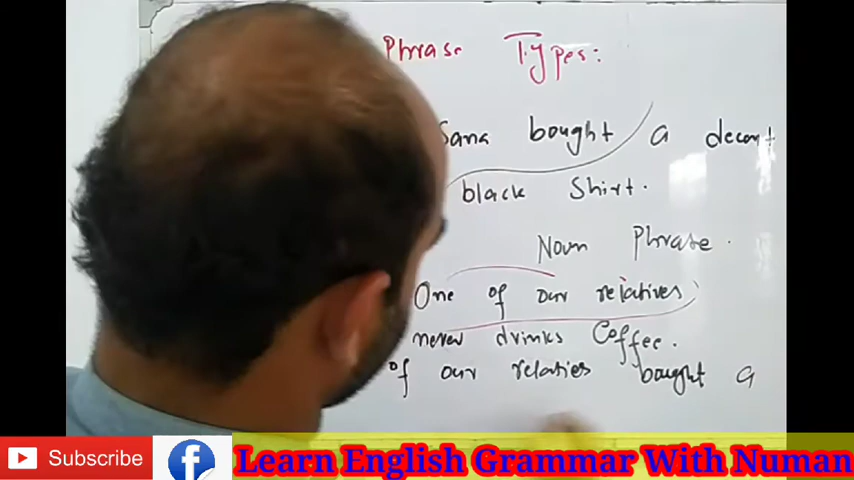 Phrase Types:
Sana bought a decent
black Shirt.
Noun Phrase.
One of our relatives
never drinks Coffee.
of our relaties bought a
Subscribe
Learn English Grammar With Numan